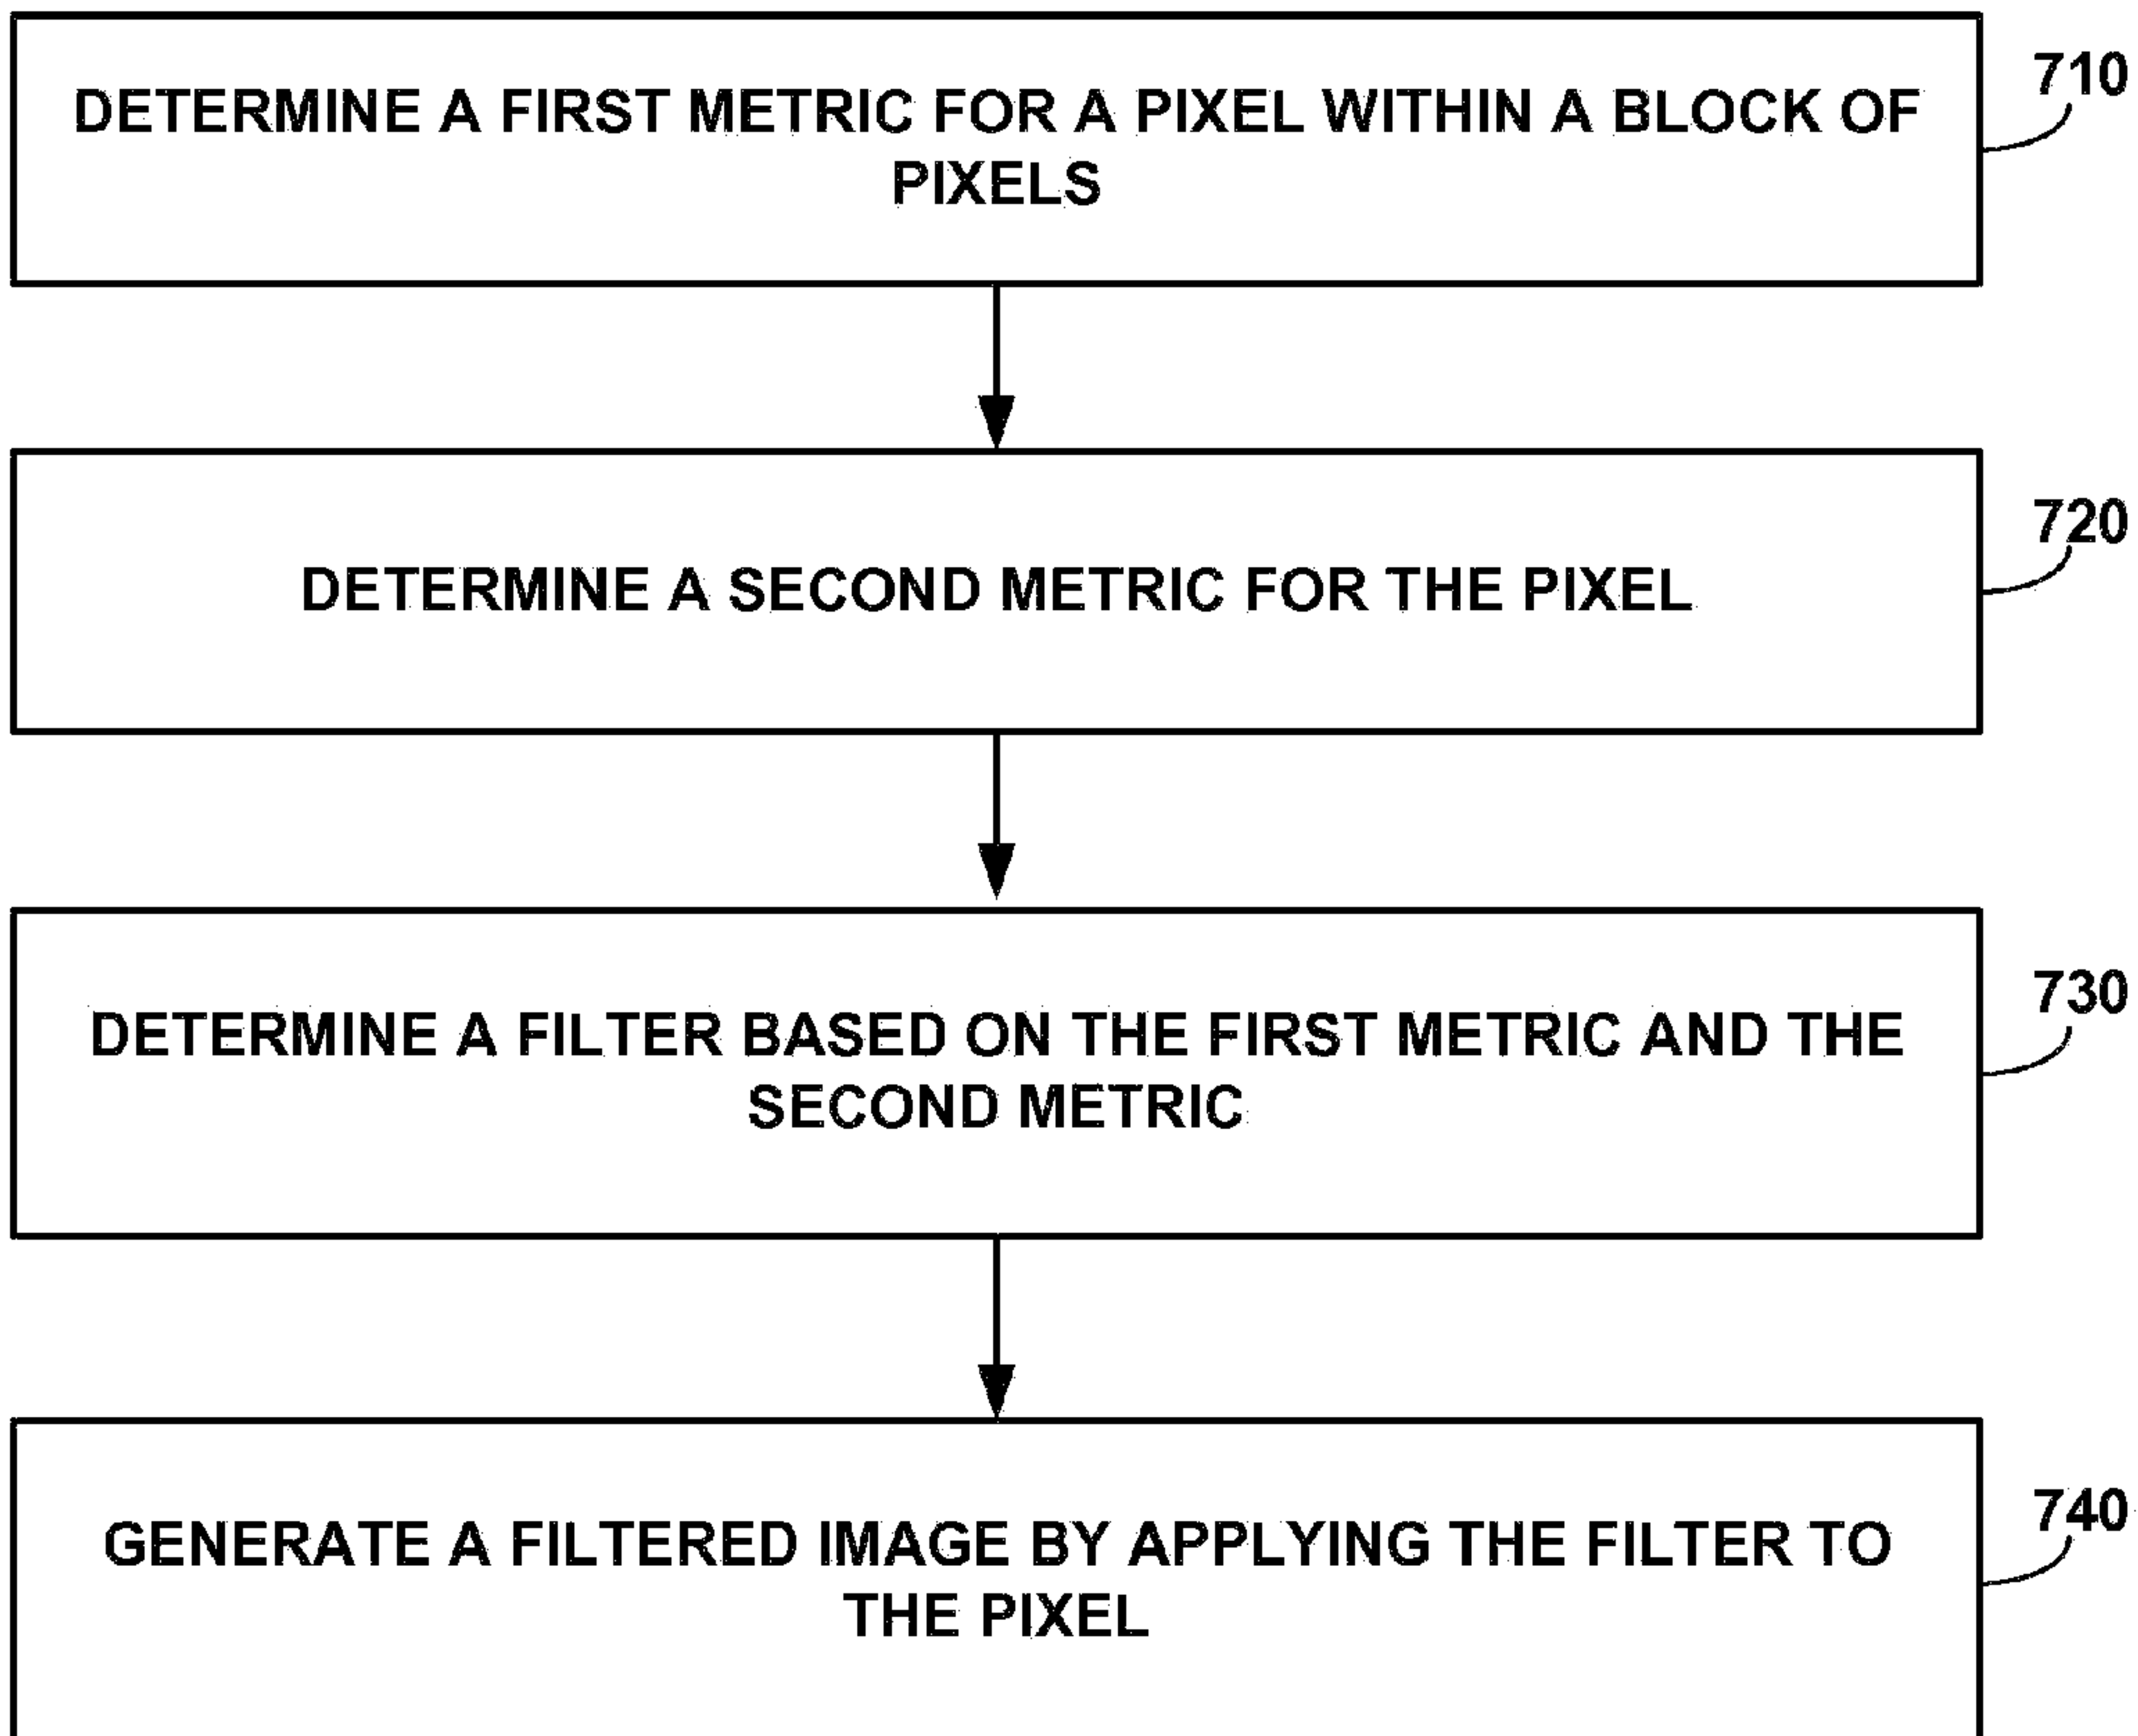 DETERMINE A FIRST METRIC FOR A PIXEL WITHIN A BLOCK OF
PIXELS
710
DETERMINE A SECOND METRIC FOR THE PIXEL
720
DETERMINE A FILTER BASED ON THE FIRST METRIC AND THE
SECOND METRIC
730
GENERATE A FILTERED IMAGE BY APPLYING THE FILTER TO
THE PIXEL
740